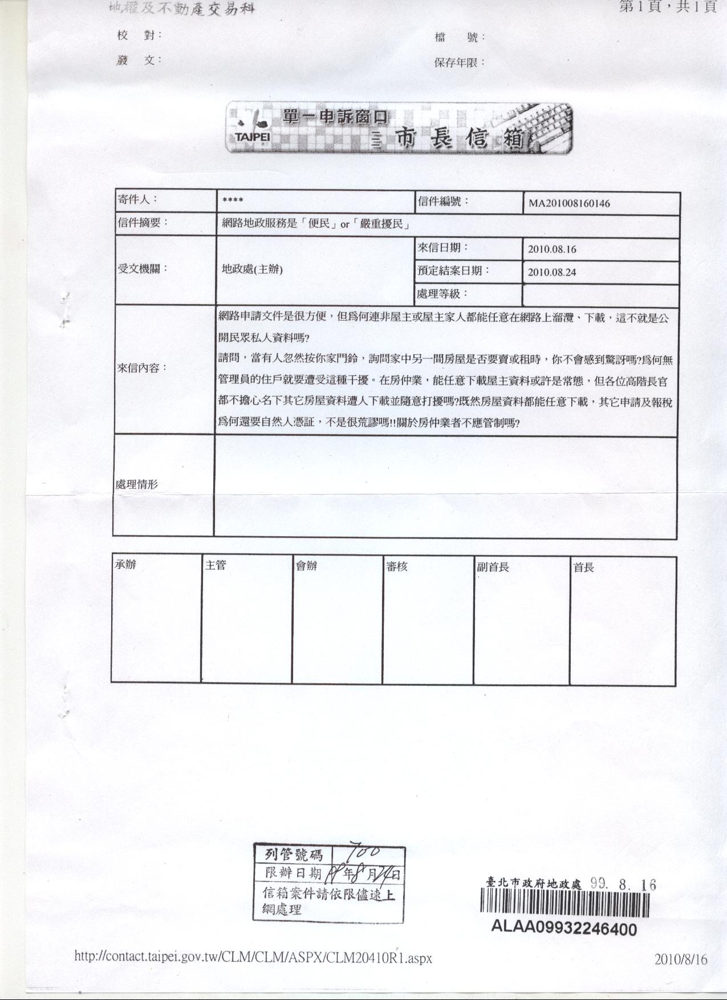 地權及不動產交易科
第1頁，共1頁
校　對：
檔　號：
發　文：
保存年限：
單一申訴窗口
市長信箱
TAIPEI
寄件人：
****
信件編號：
MA201008160146
信件摘要：
網路地政服務是「便民」or「嚴重擾民」
受文機關：
地政處(主辦)
來信日期：
2010.08.16
預定結案日期：
2010.08.24
處理等級：
來信內容：
網路申請文件是很方便，但爲何連非屋主或屋主家人都能任意在網路上溜灠、下載，這不就是公
開民眾私人資料嗎?
請問，當有人忽然按你家門鈴，詢問家中另一間房屋是否要賣或租時，你不會感到驚訝嗎?爲何無
管理員的住戶就要遭受這種干擾。在房仲業，能任意下載屋主資料或許是常態，但各位高階長官
都不擔心名下其它房屋資料遭人下載並隨意打擾嗎?既然房屋資料都能任意下載，其它申請及報稅
爲何還要自然人憑証，不是很荒謬嗎!!關於房仲業者不應管制嗎?
處理情形
承辦
主管
會辦
審核
副首長
首長
列管號碼 700
限辦日期 99年8月24日
信箱案件請依限儘速上
網處理
臺北市政府地政處 99. 8. 16
ALAA09932246400
http://contact.taipei.gov.tw/CLM/CLM/ASPX/CLM20410R1.aspx
2010/8/16